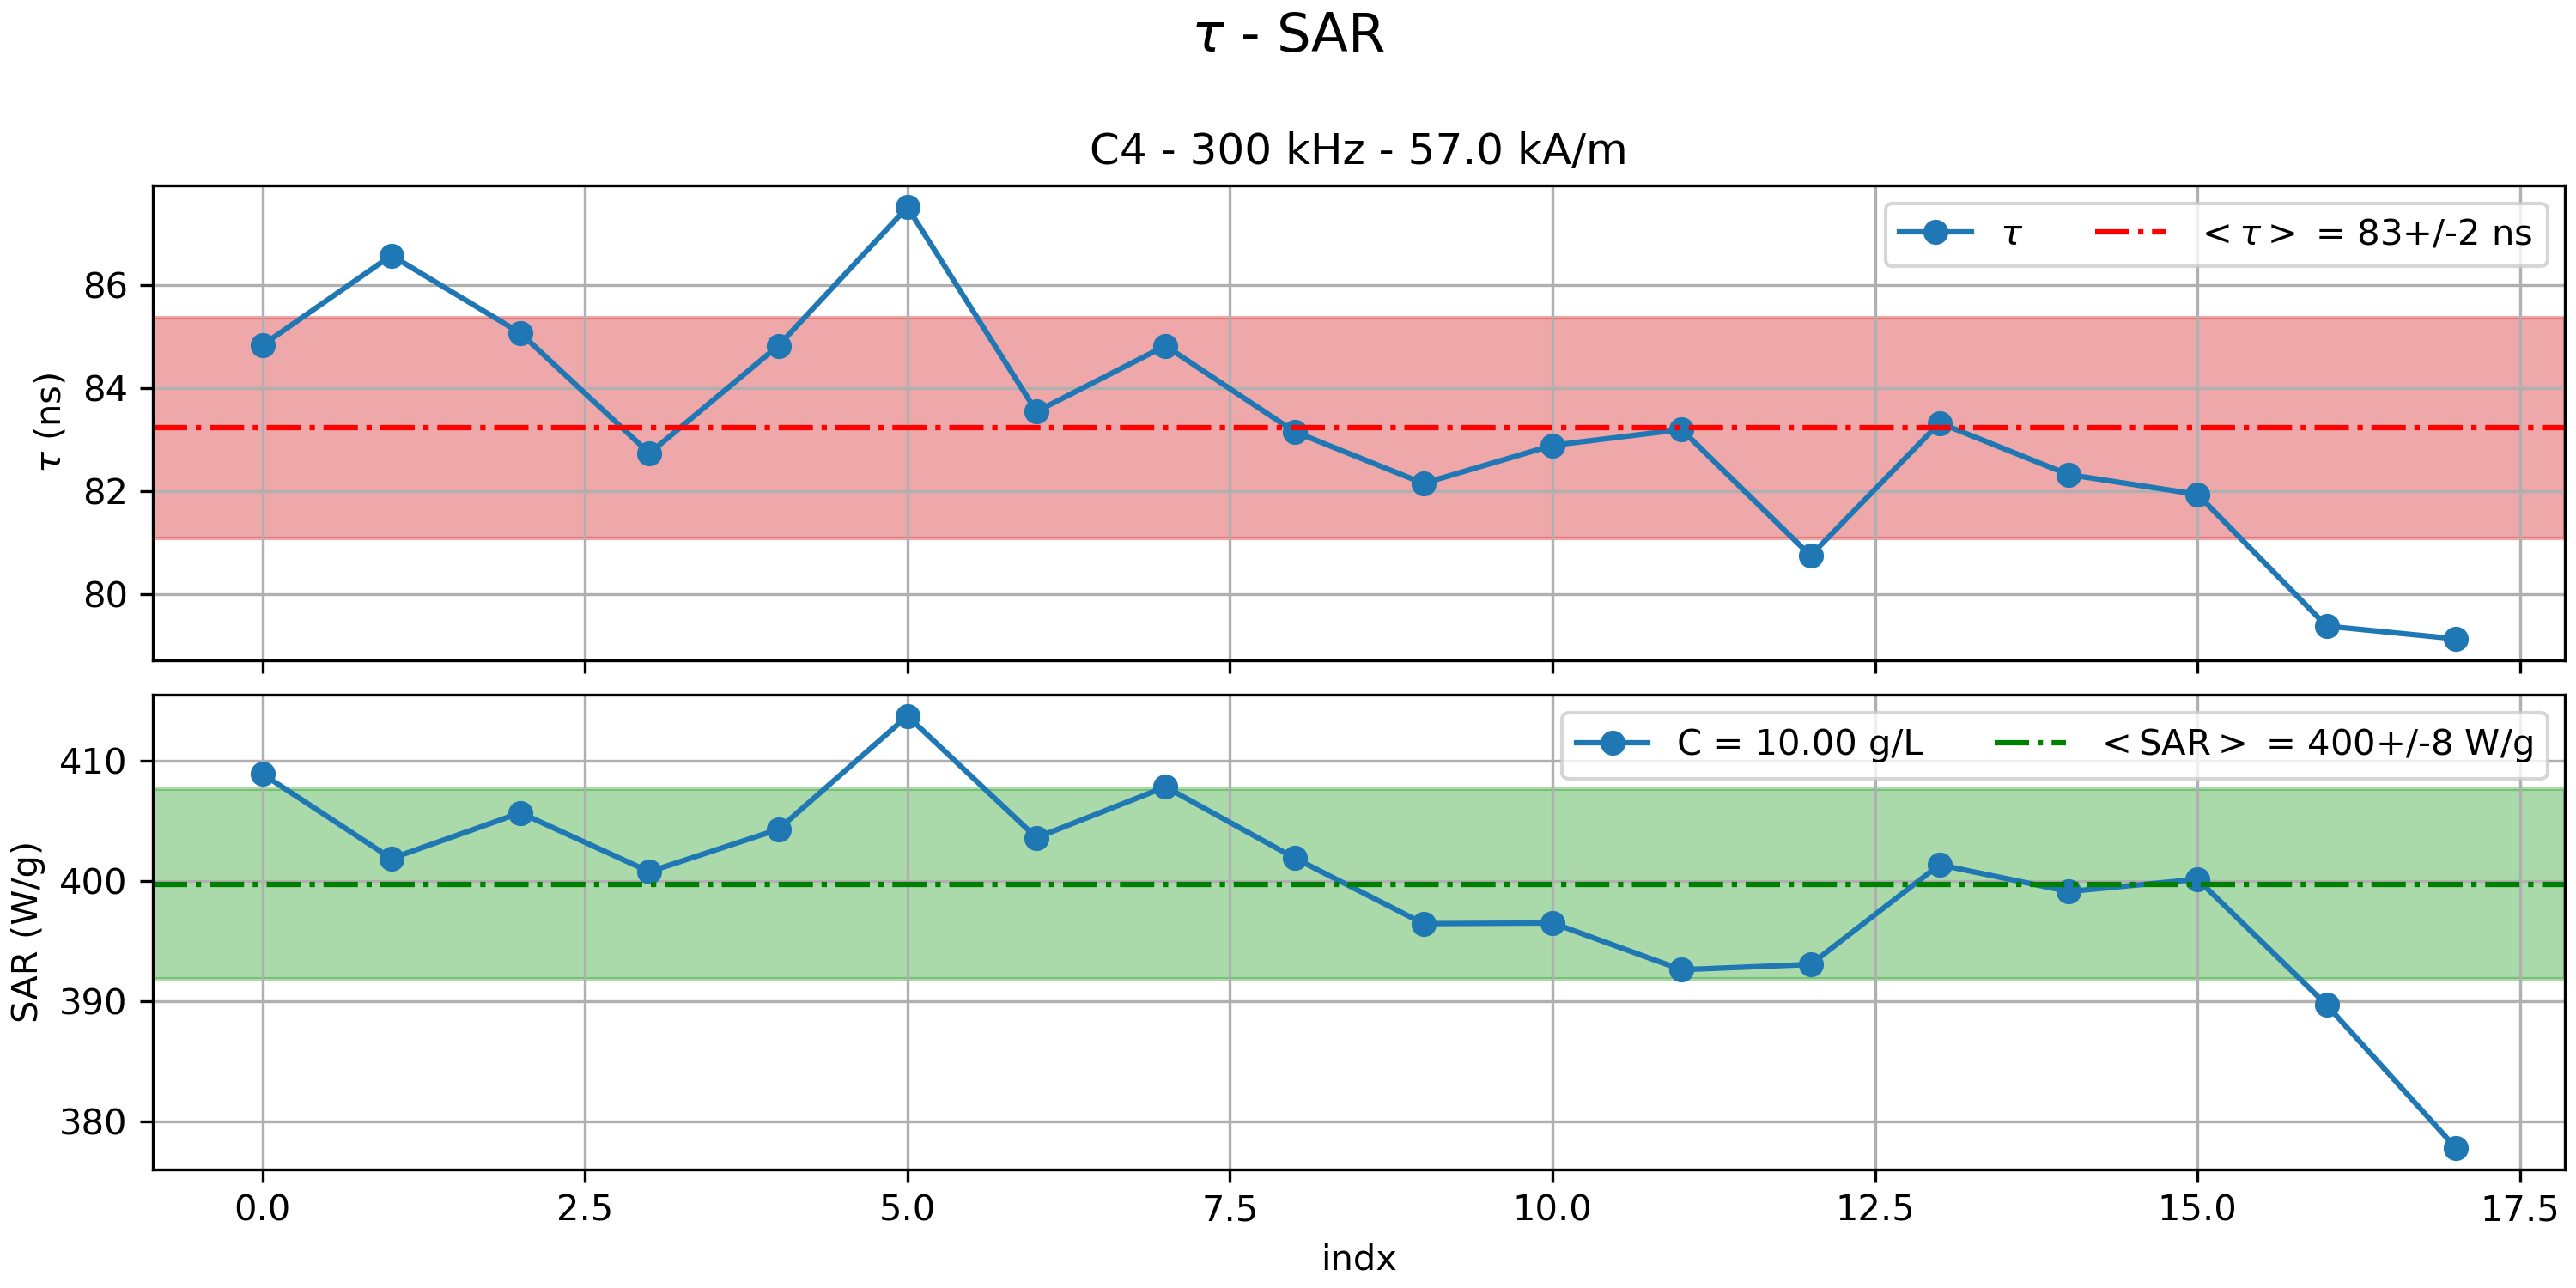 τ - SAR
C4 - 300 kHz - 57.0 kA/m
τ
<τ> = 83+/-2 ns
86
84
82
80
τ (ns)
C = 10.00 g/L
<SAR> = 400+/-8 W/g
410
400
390
380
SAR (W/g)
0.0 2.5 5.0 7.5 10.0 12.5 15.0 17.5
indx